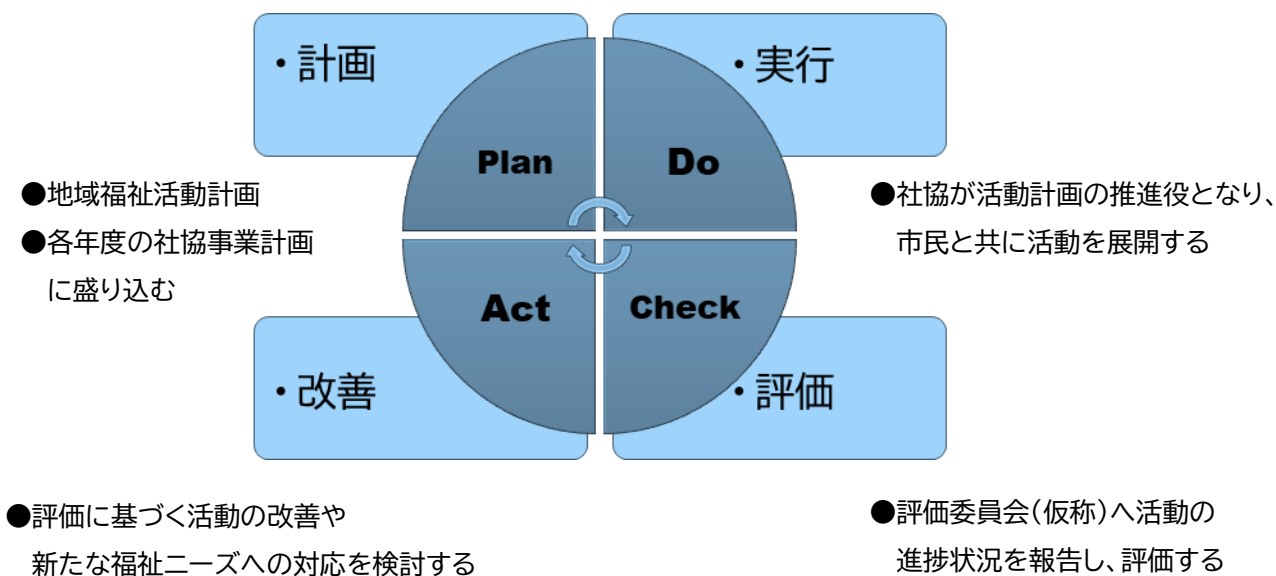 ・計画
・実行
Plan
Do
●地域福祉活動計画
●各年度の社協事業計画
に盛り込む
●社協が活動計画の推進役となり、
市民と共に活動を展開する
Act
Check
・改善
・評価
●評価に基づく活動の改善や
新たな福祉ニーズへの対応を検討する
●評価委員会(仮称)へ活動の
進捗状況を報告し、評価する